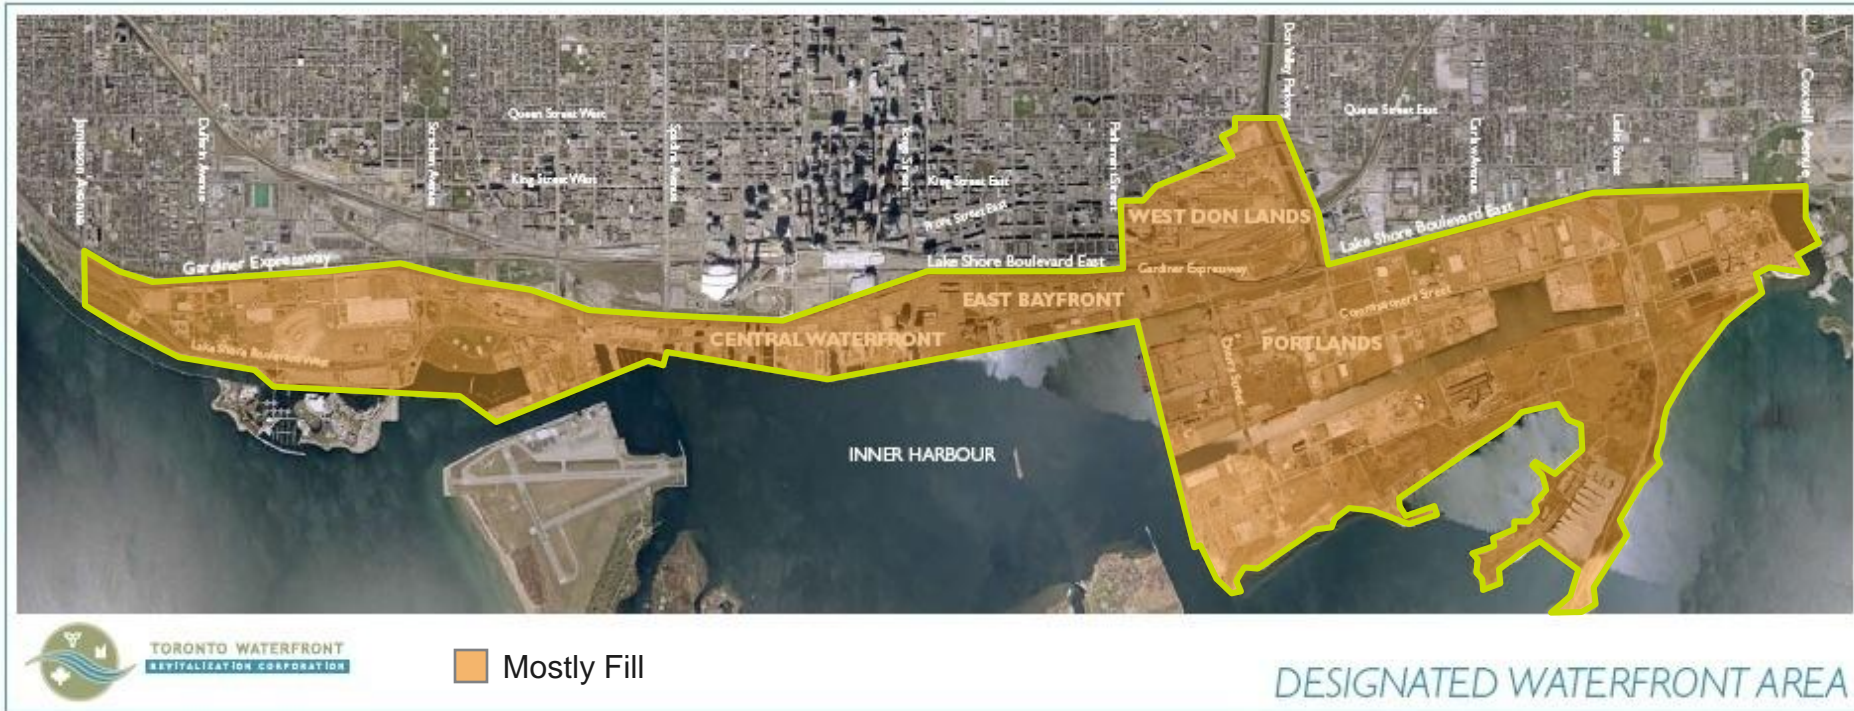 Jameson Avenue
Dufferin Avenue
Strachan Avenue
Spadina Avenue
Yonge Street
Parliament Street
Don Valley Parkway
Carlaw Avenue
Leslie Street
Coxwell Avenue
Queen Street West
Queen Street East
King Street West
King Street East
Front Street East
WEST DON LANDS
Lake Shore Boulevard East
Gardiner Expressway
Lake Shore Boulevard East
Gardiner Expressway
EAST BAYFRONT
Commissioners Street
CENTRAL WATERFRONT
PORTLANDS
Lake Shore Boulevard West
Cherry Street
INNER HARBOUR
TORONTO WATERFRONT
REVITALIZATION CORPORATION
Mostly Fill
DESIGNATED WATERFRONT AREA